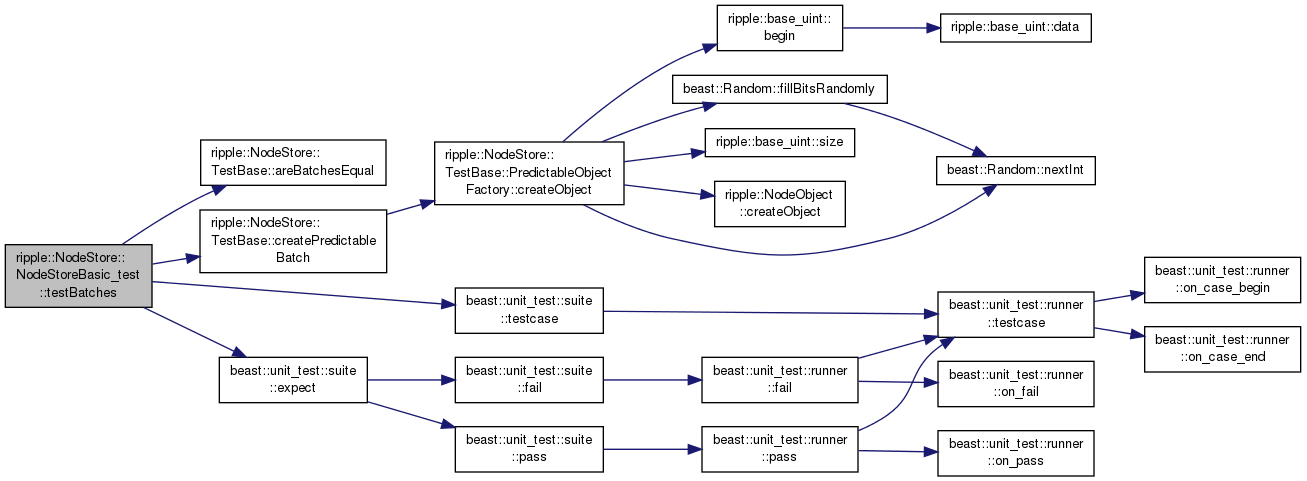 ripple::base_uint::
begin
ripple::base_uint::data
beast::Random::fillBitsRandomly
ripple::base_uint::size
ripple::NodeStore::
TestBase::areBatchesEqual
ripple::NodeStore::
TestBase::PredictableObject
Factory::createObject
beast::Random::nextInt
ripple::NodeObject
::createObject
ripple::NodeStore::
TestBase::createPredictable
Batch
ripple::NodeStore::
NodeStoreBasic_test
::testBatches
beast::unit_test::suite
::testcase
beast::unit_test::runner
::testcase
beast::unit_test::runner
::on_case_begin
beast::unit_test::runner
::on_case_end
beast::unit_test::suite
::expect
beast::unit_test::suite
::fail
beast::unit_test::runner
::fail
beast::unit_test::runner
::on_fail
beast::unit_test::suite
::pass
beast::unit_test::runner
::pass
beast::unit_test::runner
::on_pass